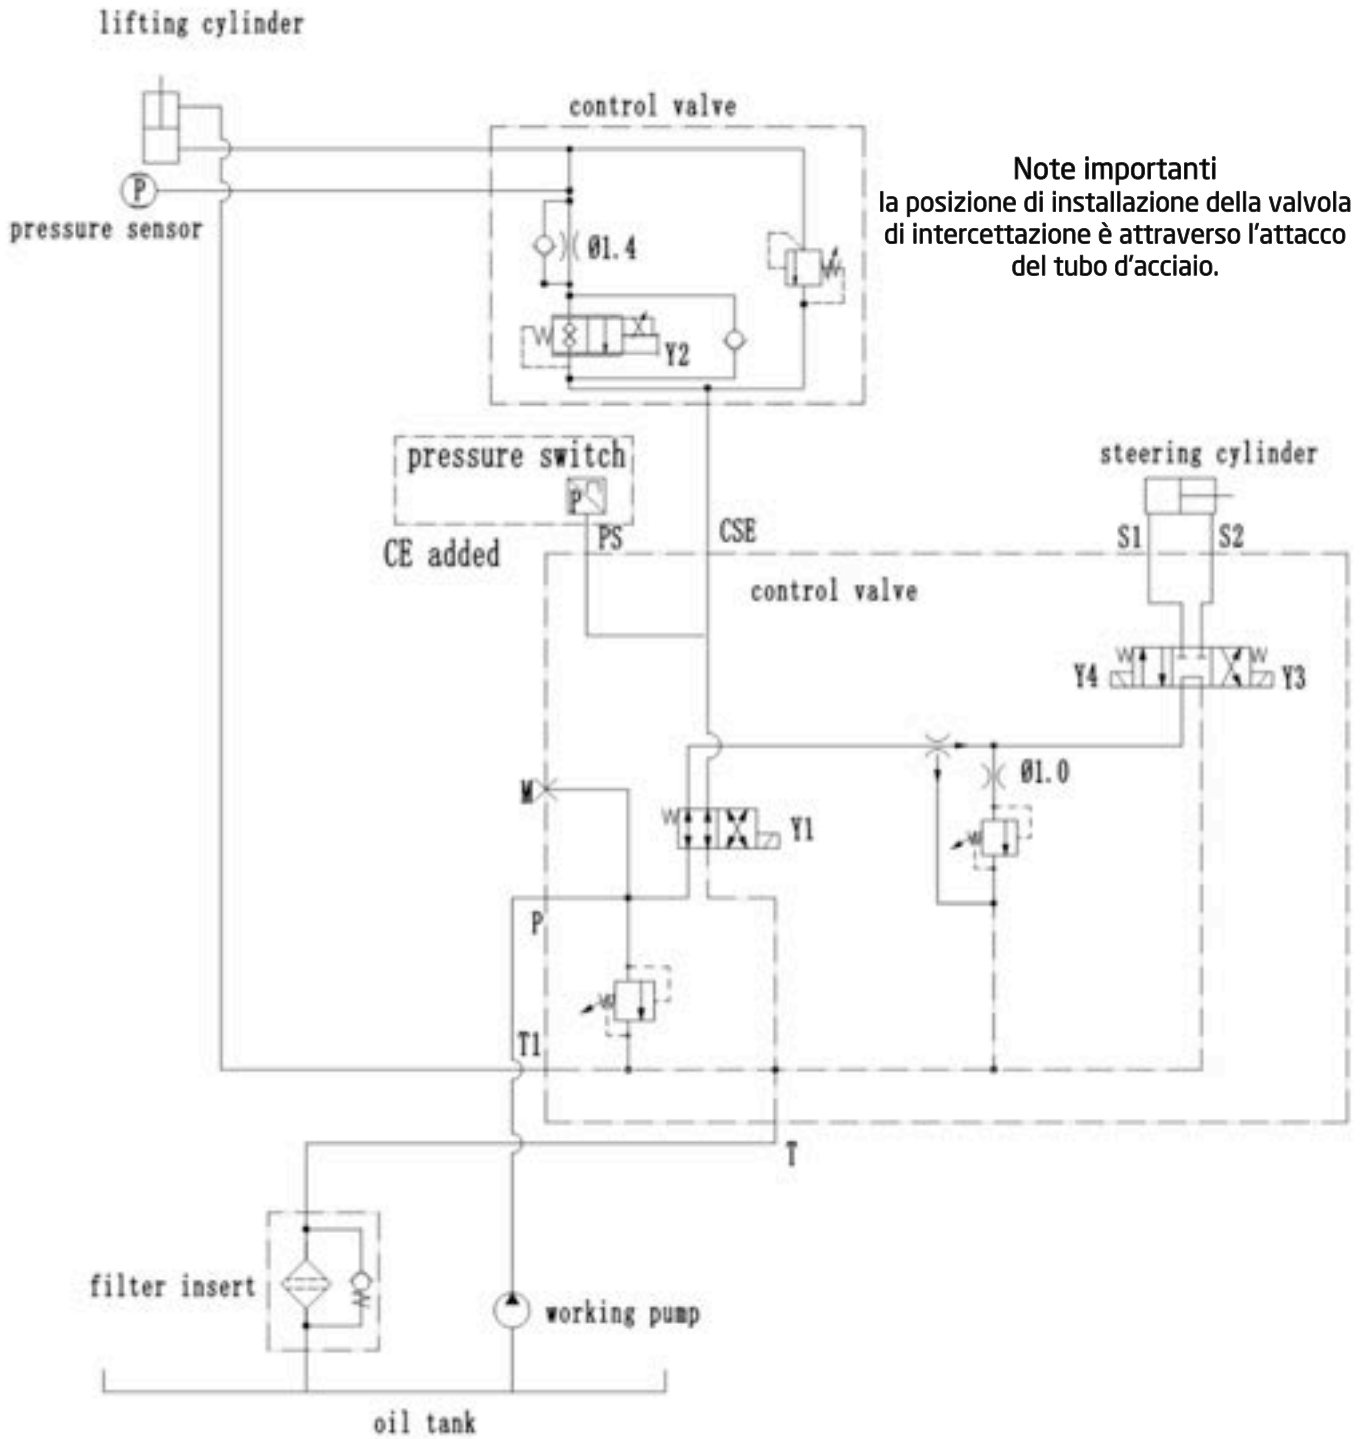 lifting cylinder
control valve
Note importanti
la posizione di installazione della valvola
di intercettazione è attraverso l'attacco
del tubo d'acciaio.
P
pressure sensor
Ø1.4
Y2
pressure switch
P
PS
CE added
CSE
steering cylinder
S1
S2
control valve
Y4
Y3
Ø1.0
M
Y1
P
T1
T
filter insert
working pump
oil tank